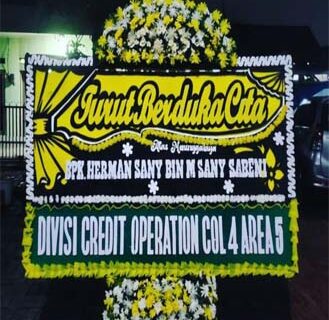 Turut Berduka Cita
Atas Meninggalnya
BPK. HERMAN SANY BIN M SANY SABENI
DIVISI CREDIT OPERATION COL 4 AREA 5